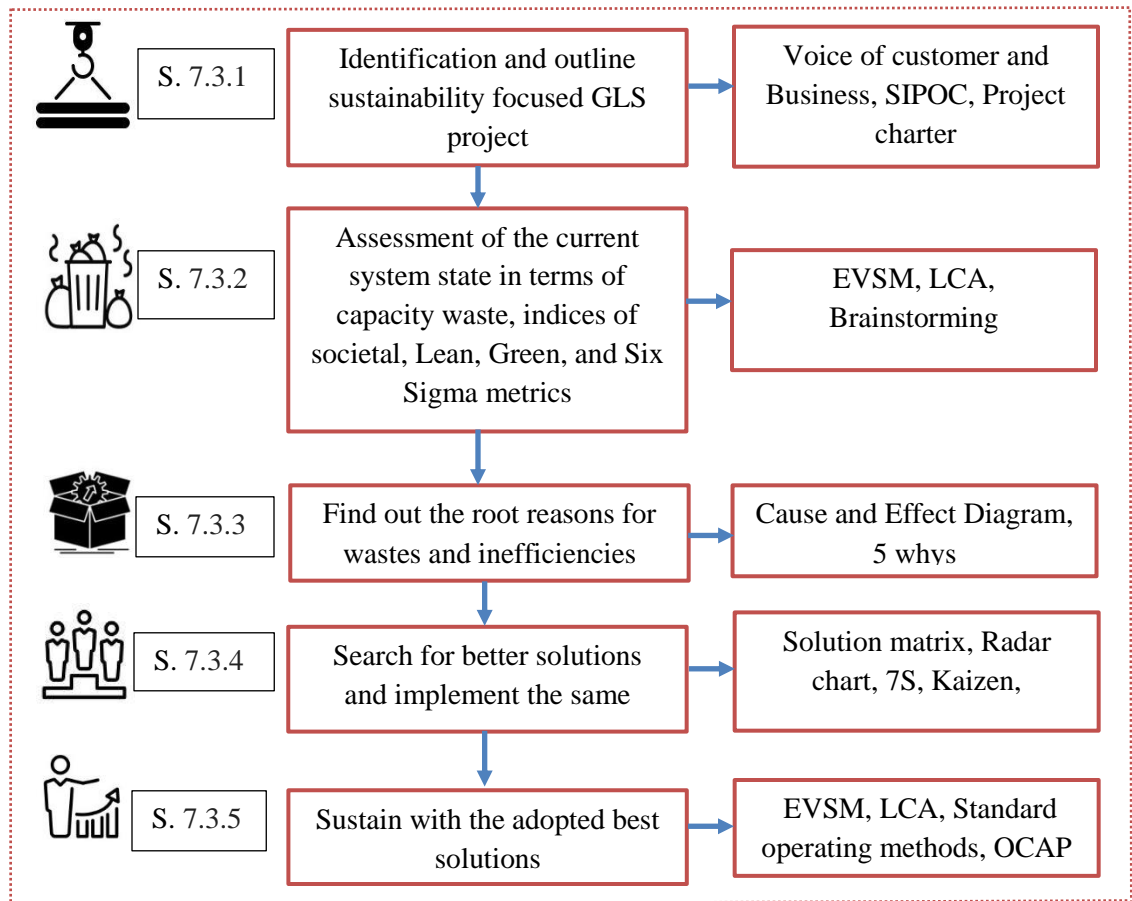 S. 7.3.1
Identification and outline
sustainability focused GLS
project
Voice of customer and
Business, SIPOC, Project
charter
S. 7.3.2
Assessment of the current
system state in terms of
capacity waste, indices of
societal, Lean, Green, and Six
Sigma metrics
EVSM, LCA,
Brainstorming
S. 7.3.3
Find out the root reasons for
wastes and inefficiencies
Cause and Effect Diagram,
5 whys
S. 7.3.4
Search for better solutions
and implement the same
Solution matrix, Radar
chart, 7S, Kaizen,
S. 7.3.5
Sustain with the adopted best
solutions
EVSM, LCA, Standard
operating methods, OCAP